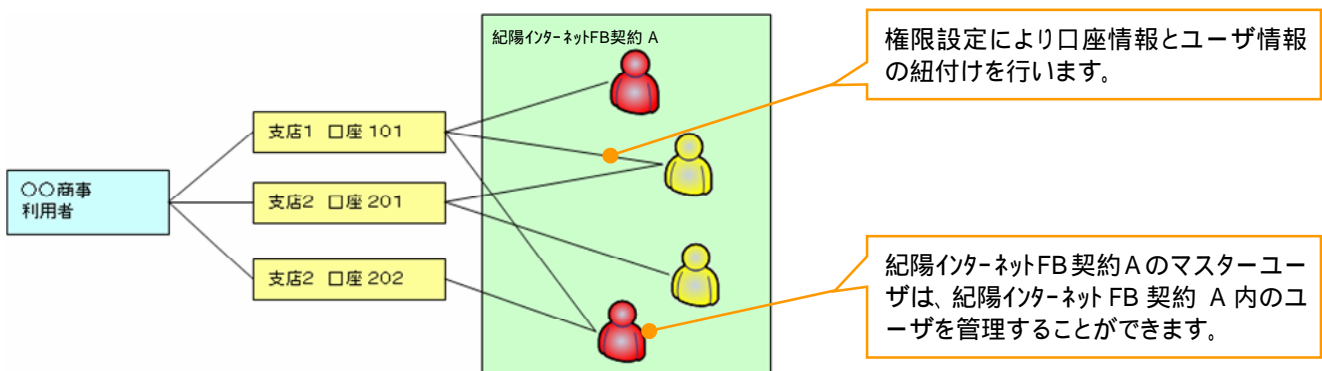 紀陽インターネットFB契約 A
権限設定により口座情報とユーザ情報
の紐付けを行います。
支店1 口座 101
○○商事
利用者
支店2 口座 201
支店2 口座 202
紀陽インターネットFB契約Aのマスターユー
ザは、紀陽インターネット FB 契約 A 内のユ
ーザを管理することができます。